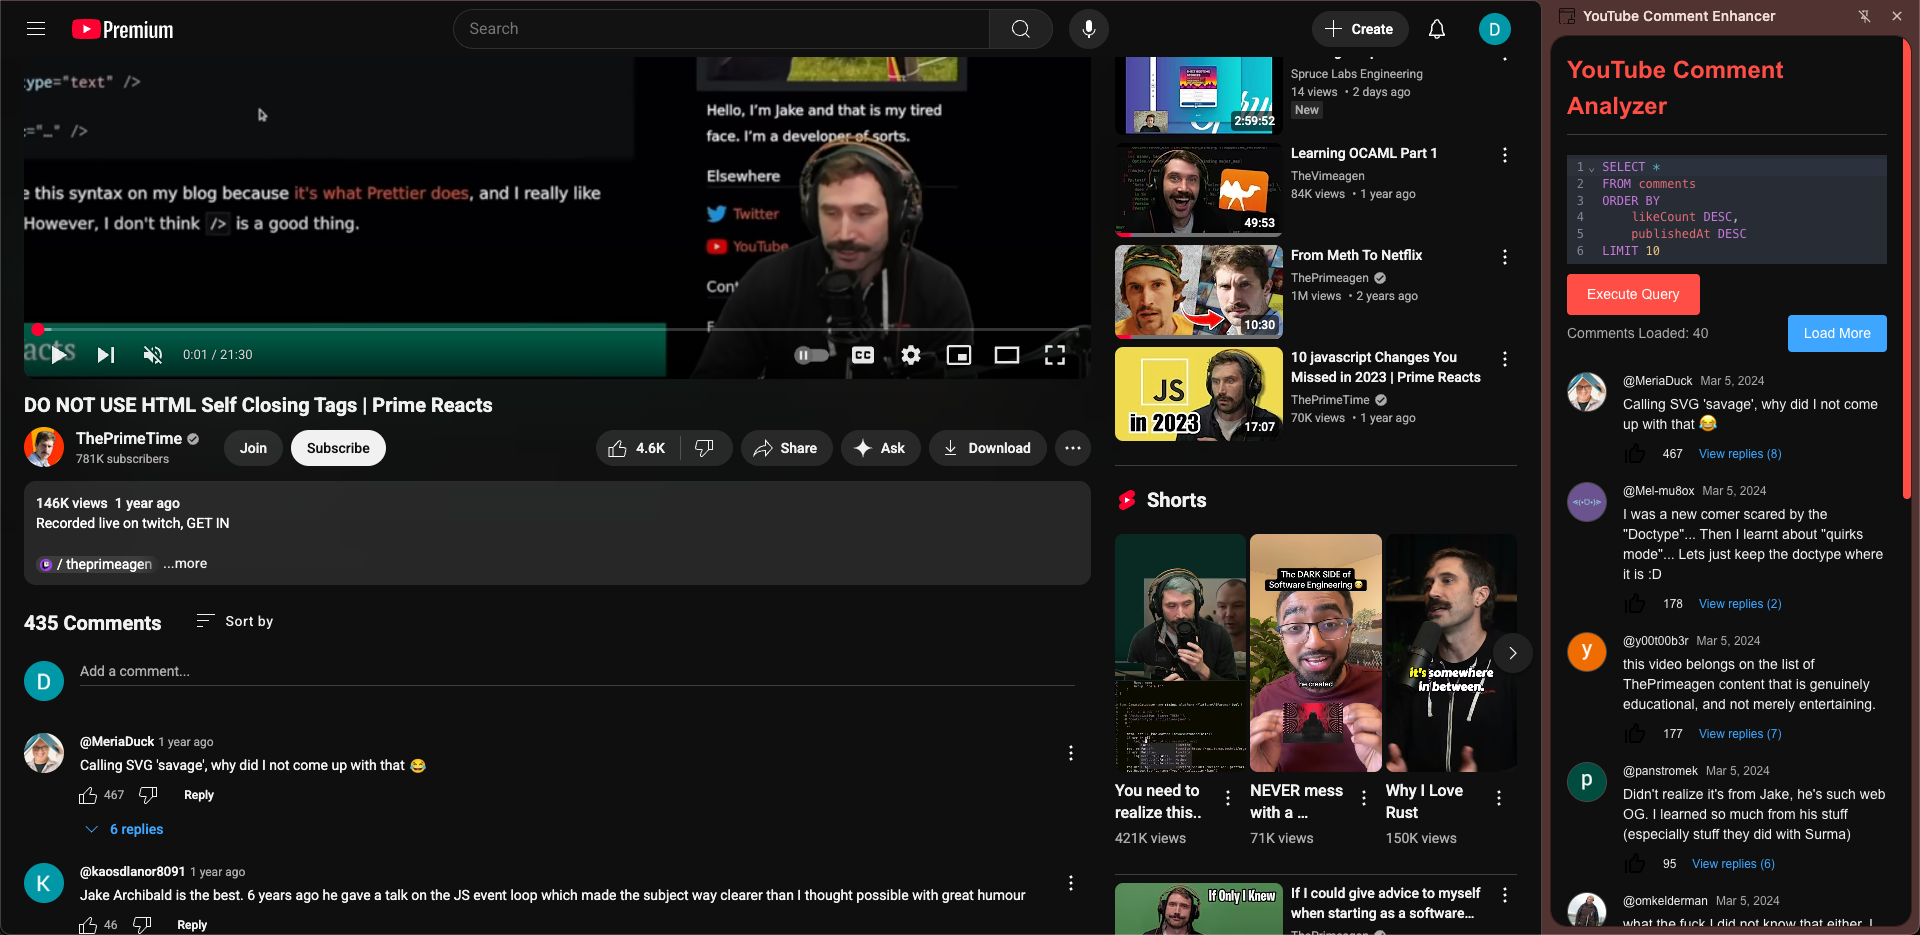 Premium
Search
Create
D
ype="text" />
="_" />
e this syntax on my blog because it's what Prettier does, and I really like
However, I don't think /> is a good thing.
Hello, I'm Jake and that is my tired
face. I'm a developer of sorts.
Elsewhere
Twitter
YouTube
Cont
acts
0:01 / 21:30
CC
DO NOT USE HTML Self Closing Tags | Prime Reacts
ThePrimeTime
781K subscribers
Join
Subscribe
4.6K
Share
Ask
Download
146K views 1 year ago
Recorded live on twitch, GET IN
/ theprimeagen ...more
435 Comments
Sort by
D
Add a comment...
@MeriaDuck 1 year ago
Calling SVG 'savage', why did I not come up with that 😂
467
Reply
6 replies
K
@kaosdlanor8091 1 year ago
Jake Archibald is the best. 6 years ago he gave a talk on the JS event loop which made the subject way clearer than I thought possible with great humour
46
Reply
2:59:52
Spruce Labs Engineering
14 views • 2 days ago
New
49:53
Learning OCAML Part 1
TheVimeagen
84K views • 1 year ago
10:30
From Meth To Netflix
ThePrimeagen
1M views • 2 years ago
JS
in 2023
17:07
10 javascript Changes You
Missed in 2023 | Prime Reacts
ThePrimeTime
70K views • 1 year ago
Shorts
The DARK SIDE of
Software Engineering
he created
it's somewhere
in between.
You need to
realize this..
421K views
NEVER mess
with a ...
71K views
Why I Love
Rust
150K views
If Only I Knew
If I could give advice to myself
when starting as a software...
ThePrimeagen
YouTube Comment Enhancer
YouTube Comment
Analyzer
1 SELECT *
2 FROM comments
3 ORDER BY
4 likeCount DESC,
5 publishedAt DESC
6 LIMIT 10
Execute Query
Comments Loaded: 40
Load More
@MeriaDuck Mar 5, 2024
Calling SVG 'savage', why did I not come
up with that 😂
467 View replies (8)
@Mel-mu8ox Mar 5, 2024
I was a new comer scared by the
"Doctype"... Then I learnt about "quirks
mode"... Lets just keep the doctype where
it is :D
178 View replies (2)
y
@y00t00b3r Mar 5, 2024
this video belongs on the list of
ThePrimeagen content that is genuinely
educational, and not merely entertaining.
177 View replies (7)
p
@panstromek Mar 5, 2024
Didn't realize it's from Jake, he's such web
OG. I learned so much from his stuff
(especially stuff they did with Surma)
95 View replies (6)
@omkelderman Mar 5, 2024
what the fuck I did not know that either, I